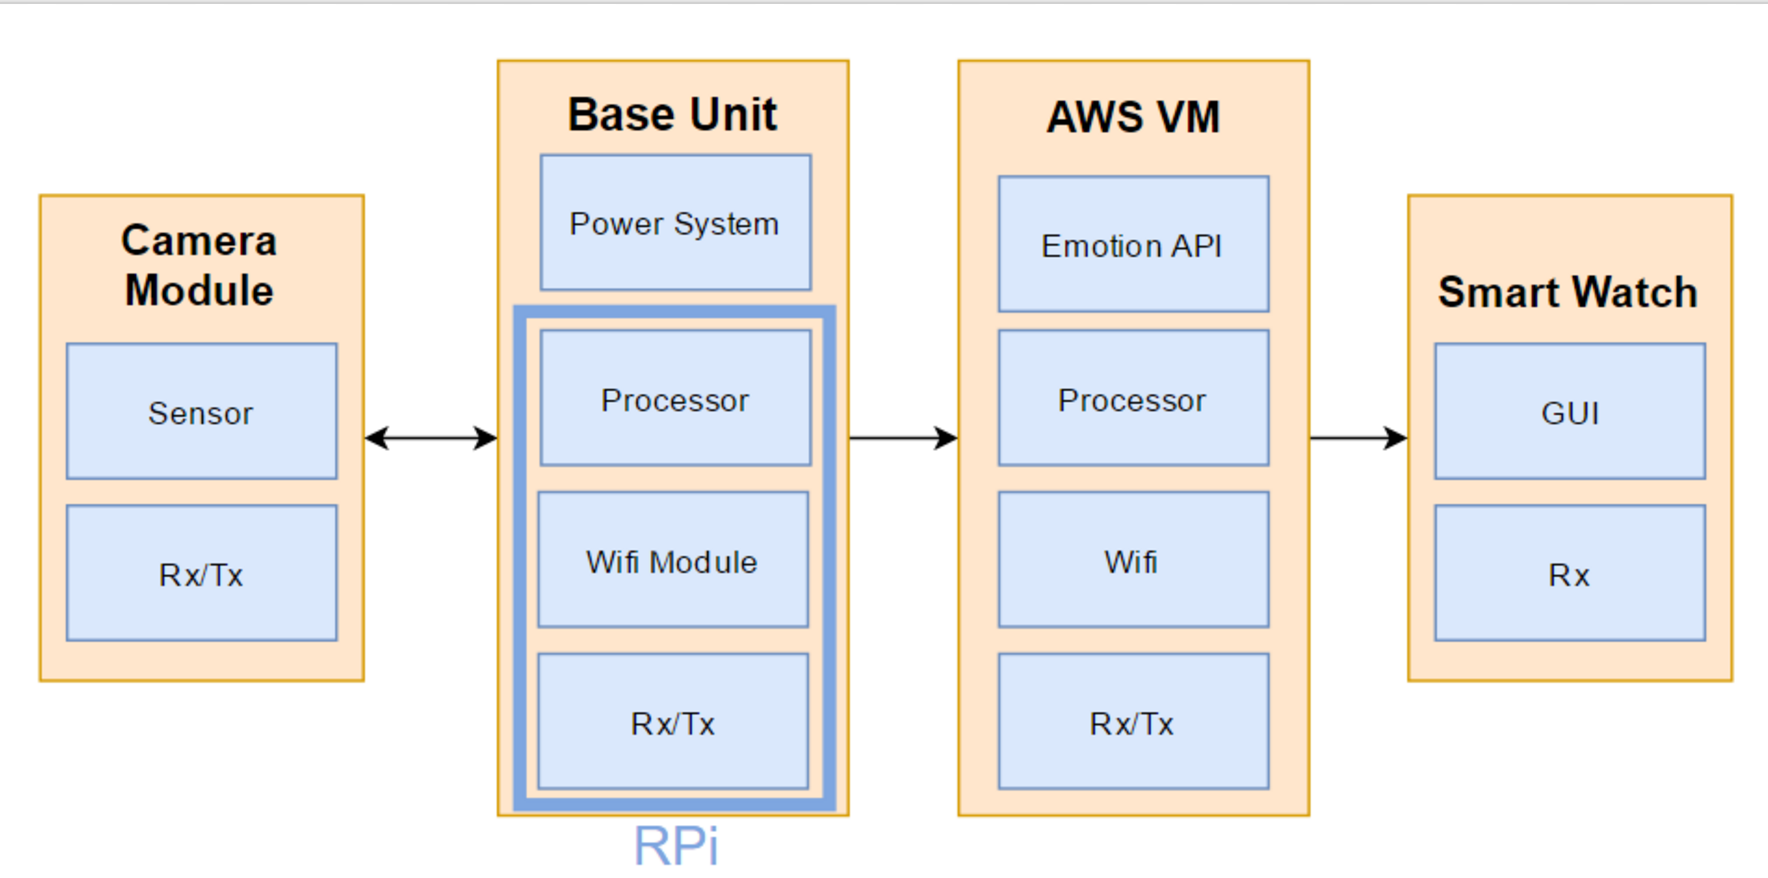 Camera
Module
Sensor
Rx/Tx
Base Unit
Power System
Processor
Wifi Module
Rx/Tx
RPi
AWS VM
Emotion API
Processor
Wifi
Rx/Tx
Smart Watch
GUI
Rx